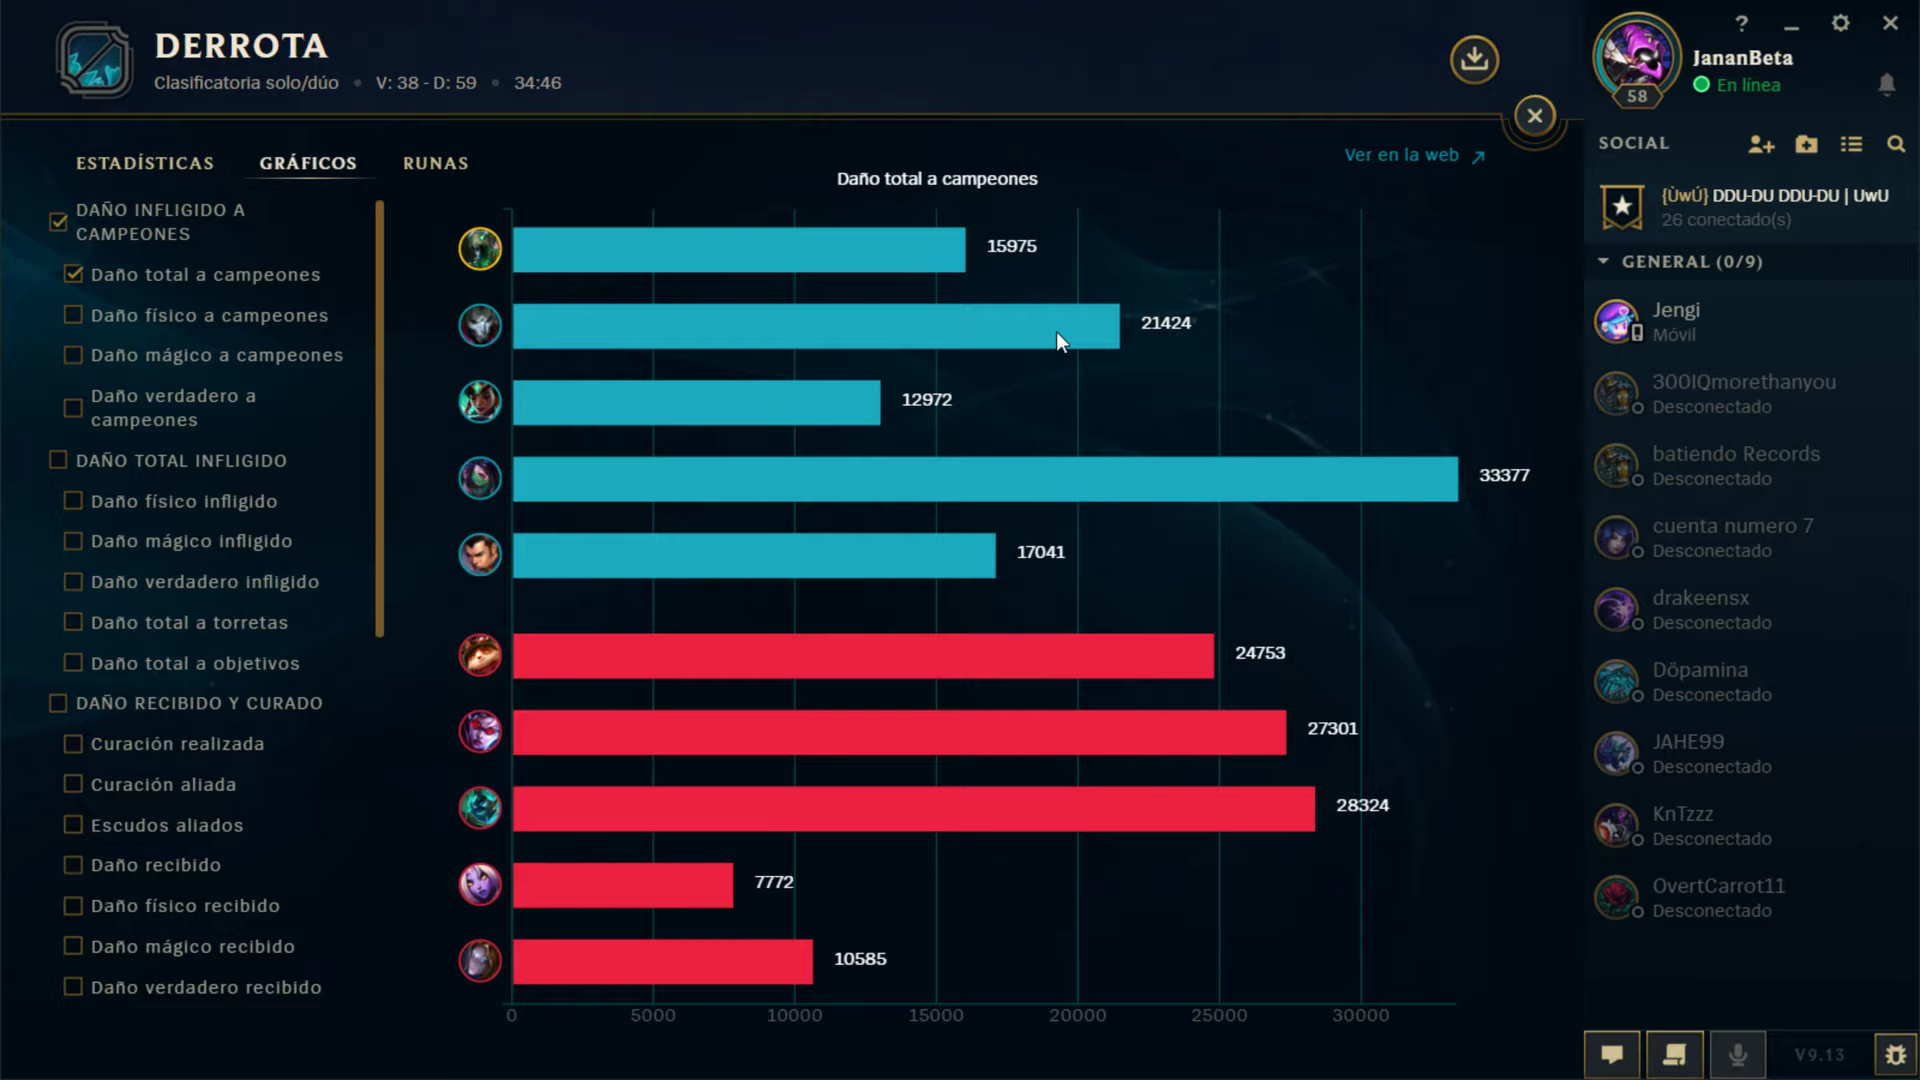 DERROTA
Clasificatoria solo/dúo • V: 38 - D: 59 • 34:46
ESTADÍSTICAS GRÁFICOS RUNAS
Ver en la web
DAÑO INFLIGIDO A
CAMPEONES
Daño total a campeones
Daño físico a campeones
Daño mágico a campeones
Daño verdadero a
campeones
DAÑO TOTAL INFLIGIDO
Daño físico infligido
Daño mágico infligido
Daño verdadero infligido
Daño total a torretas
Daño total a objetivos
DAÑO RECIBIDO Y CURADO
Curación realizada
Curación aliada
Escudos aliados
Daño recibido
Daño físico recibido
Daño mágico recibido
Daño verdadero recibido
Daño total a campeones
15975
21424
12972
33377
17041
24753
27301
28324
7772
10585
0 5000 10000 15000 20000 25000 30000
?
JananBeta
En línea
58
SOCIAL
{ÙwÚ} DDU-DU DDU-DU | UwU
26 conectado(s)
GENERAL (0/9)
Jengi
Móvil
300IQmorethanyou
Desconectado
batiendo Records
Desconectado
cuenta numero 7
Desconectado
drakeensx
Desconectado
Döpamina
Desconectado
JAHE99
Desconectado
KnTzzz
Desconectado
OvertCarrot11
Desconectado
V9.13